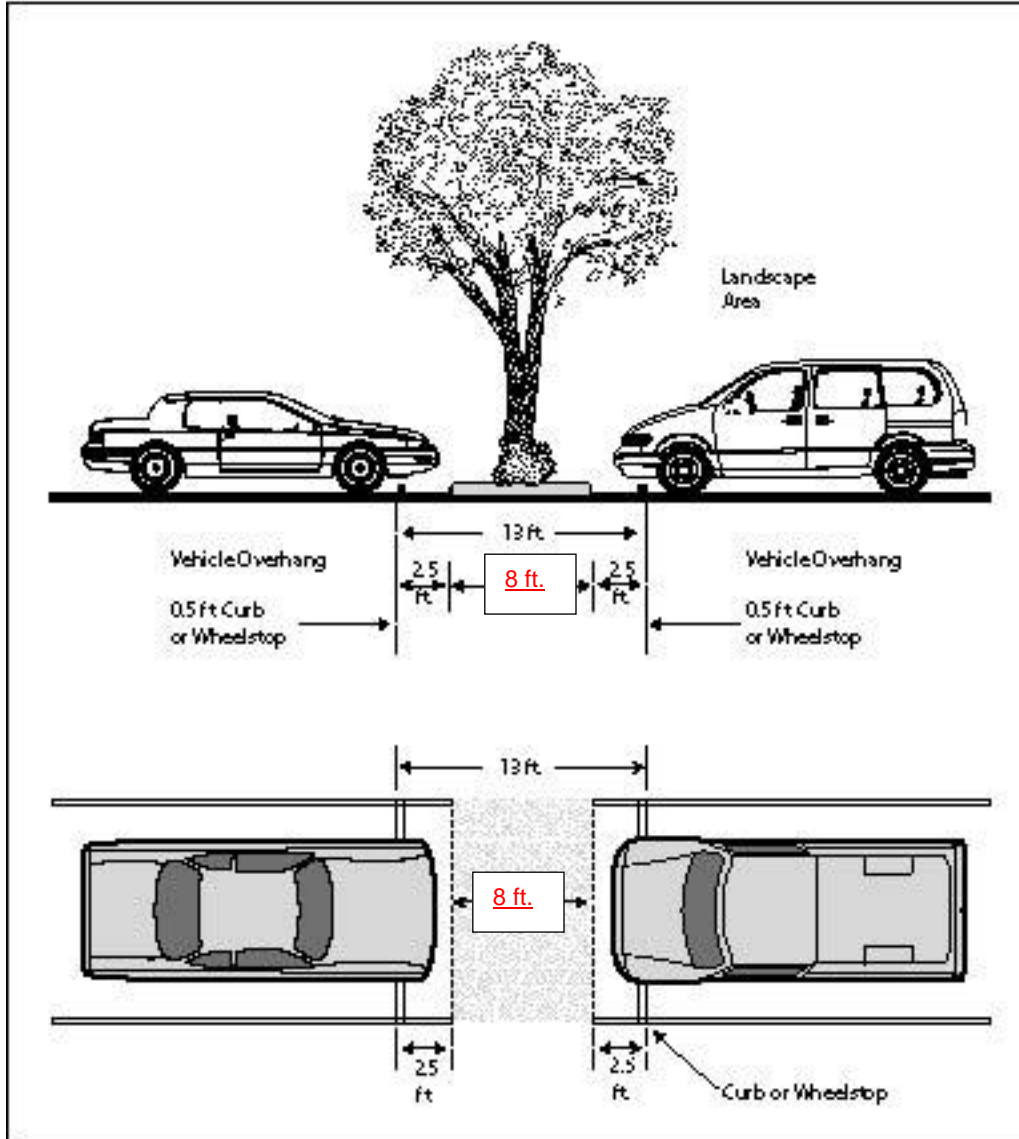 Landscape
Area
13 ft.
Vehicle Overhang
2.5
ft.
8 ft.
2.5
ft.
Vehicle Overhang
0.5 ft Curb
or Wheelstop
0.5 ft Curb
or Wheelstop
13 ft.
8 ft.
2.5
ft
2.5
ft
Curb or Wheelstop